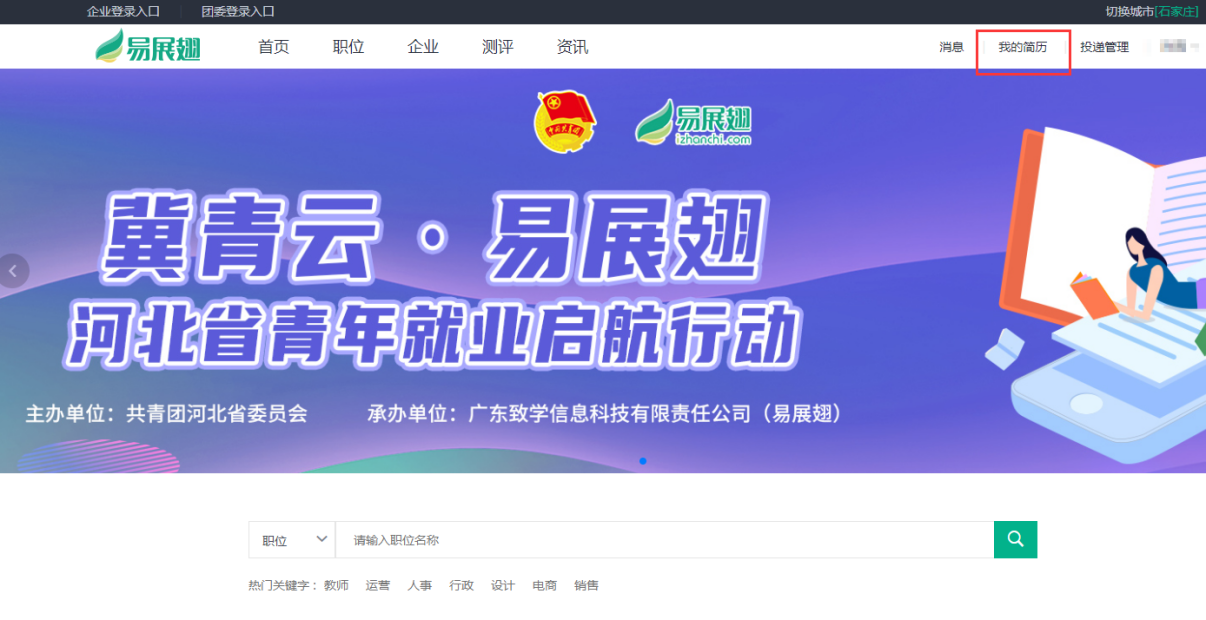 企业登录入口 团委登录入口 切换城市[石家庄]
易展翅 首页 职位 企业 测评 资讯 消息 我的简历 投递管理
易展翅
izhanchi.com
冀青云·易展翅
河北省青年就业启航行动
主办单位：共青团河北省委员会 承办单位：广东致学信息科技有限责任公司（易展翅）
职位 请输入职位名称
热门关键字：教师 运营 人事 行政 设计 电商 销售